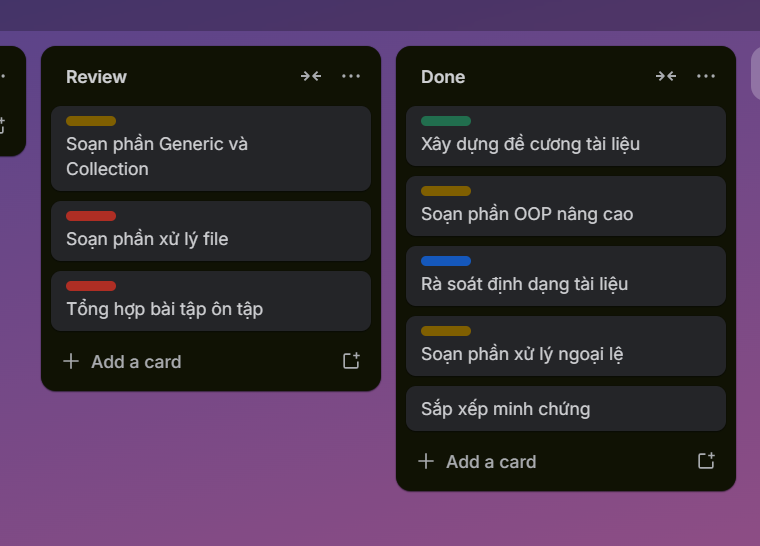 Review
Soạn phần Generic và
Collection
Soạn phần xử lý file
Tổng hợp bài tập ôn tập
Add a card
Done
Xây dựng đề cương tài liệu
Soạn phần OOP nâng cao
Rà soát định dạng tài liệu
Soạn phần xử lý ngoại lệ
Sắp xếp minh chứng
Add a card